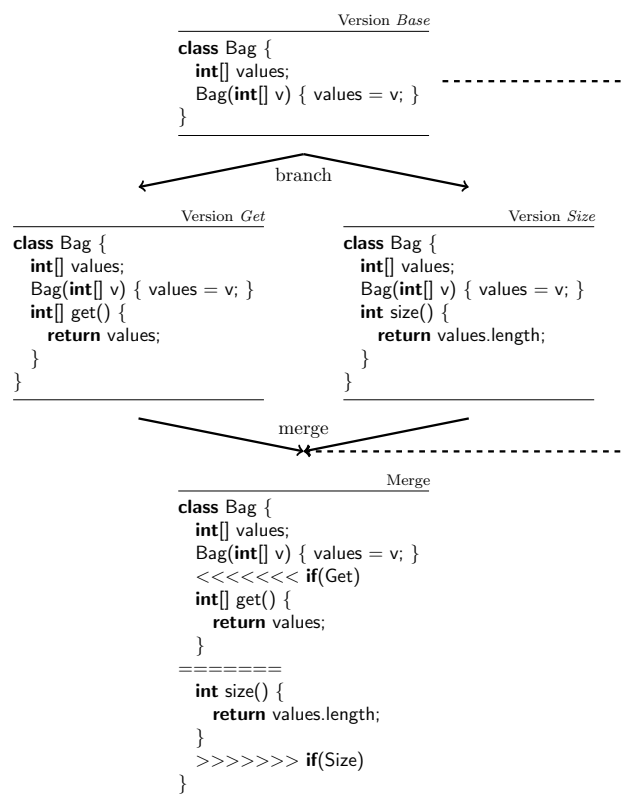 Version Base
class Bag {
int[] values;
Bag(int[] v) { values = v; }
}
branch
Version Get
class Bag {
int[] values;
Bag(int[] v) { values = v; }
int[] get() {
return values;
}
}
Version Size
class Bag {
int[] values;
Bag(int[] v) { values = v; }
int size() {
return values.length;
}
}
merge
Merge
class Bag {
int[] values;
Bag(int[] v) { values = v; }
<<<<<<< if(Get)
int[] get() {
return values;
}
=======
int size() {
return values.length;
}
>>>>>>> if(Size)
}